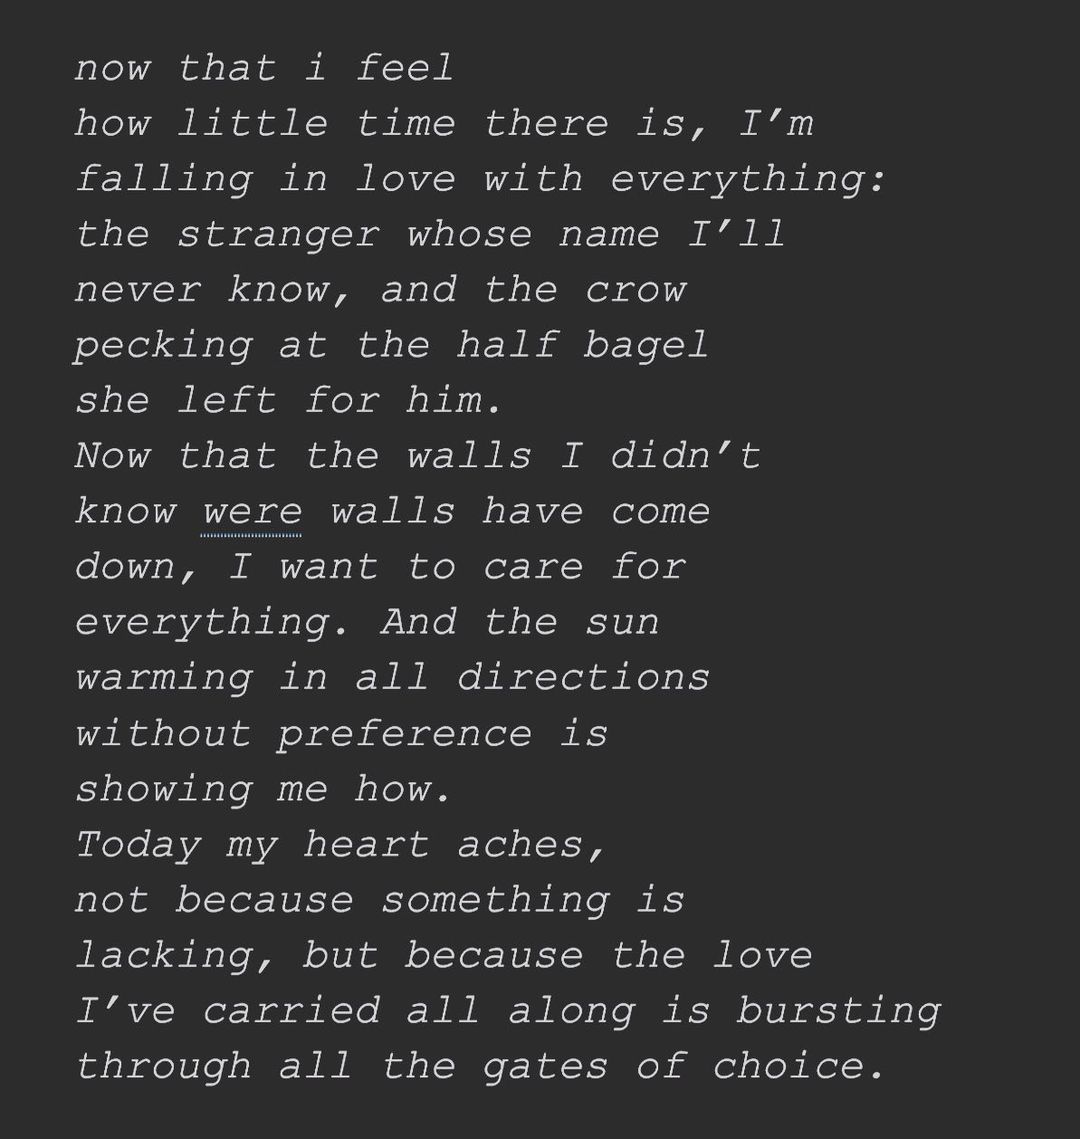 now that i feel
how little time there is, I’m
falling in love with everything:
the stranger whose name I’ll
never know, and the crow
pecking at the half bagel
she left for him.
Now that the walls I didn’t
know were walls have come
down, I want to care for
everything. And the sun
warming in all directions
without preference is
showing me how.
Today my heart aches,
not because something is
lacking, but because the love
I’ve carried all along is bursting
through all the gates of choice.